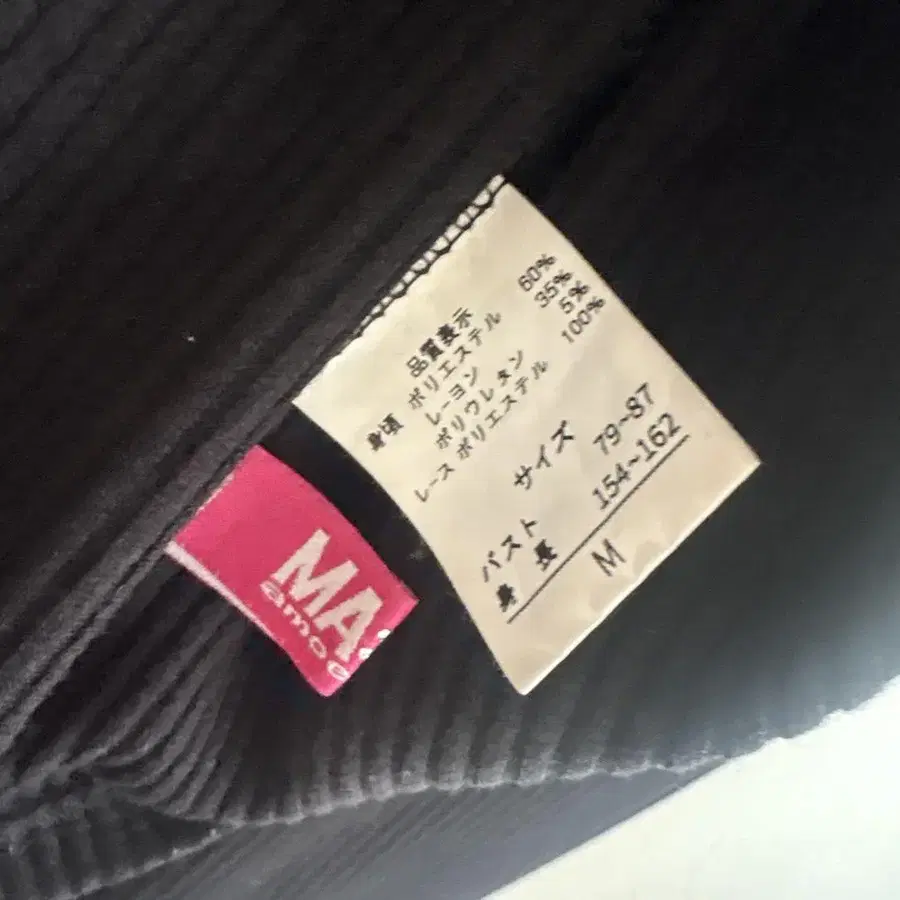 品質表示
身頃 ポリエステル 60%
レーヨン 35%
ポリウレタン 5%
レース ポリエステル 100%
サイズ
バスト 79~87
身長 154~162
M
MA
amo